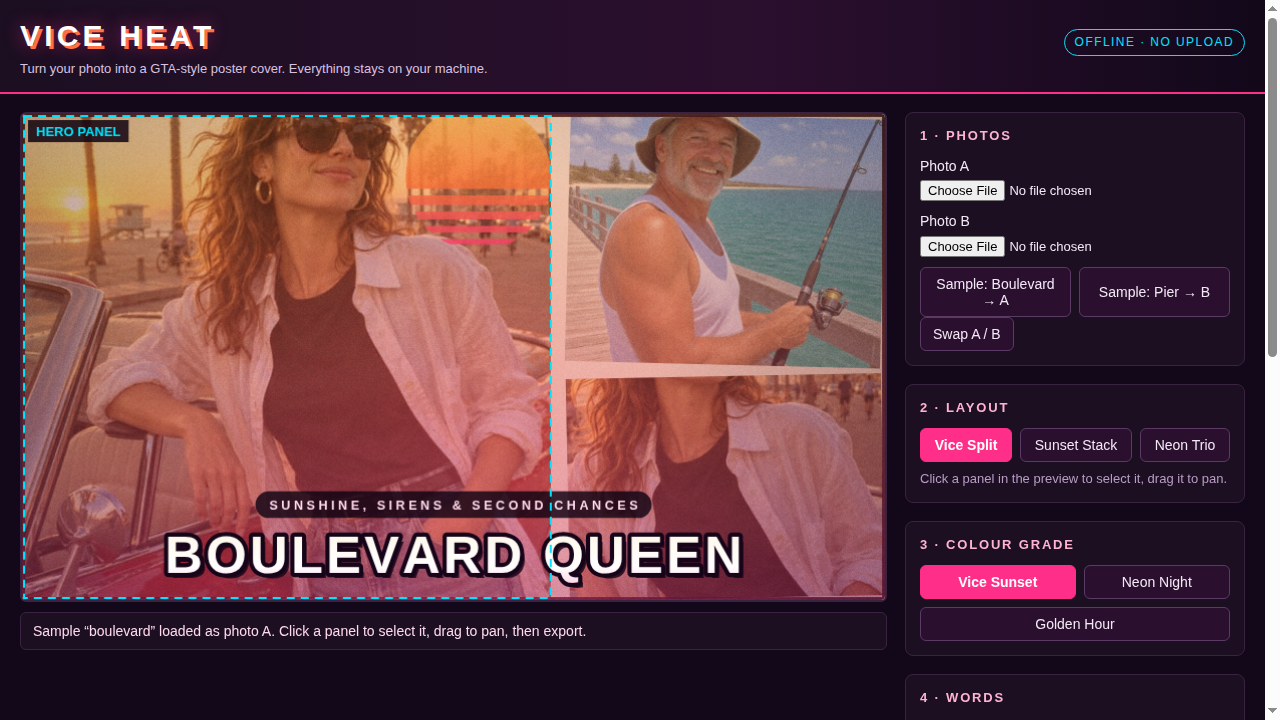 VICE HEAT
Turn your photo into a GTA-style poster cover. Everything stays on your machine.
OFFLINE · NO UPLOAD
HERO PANEL
SUNSHINE, SIRENS & SECOND CHANCES
BOULEVARD QUEEN
Sample “boulevard” loaded as photo A. Click a panel to select it, drag to pan, then export.
1 · PHOTOS
Photo A
Choose File No file chosen
Photo B
Choose File No file chosen
Sample: Boulevard
→ A
Sample: Pier → B
Swap A / B
2 · LAYOUT
Vice Split
Sunset Stack
Neon Trio
Click a panel in the preview to select it, drag it to pan.
3 · COLOUR GRADE
Vice Sunset
Neon Night
Golden Hour
4 · WORDS